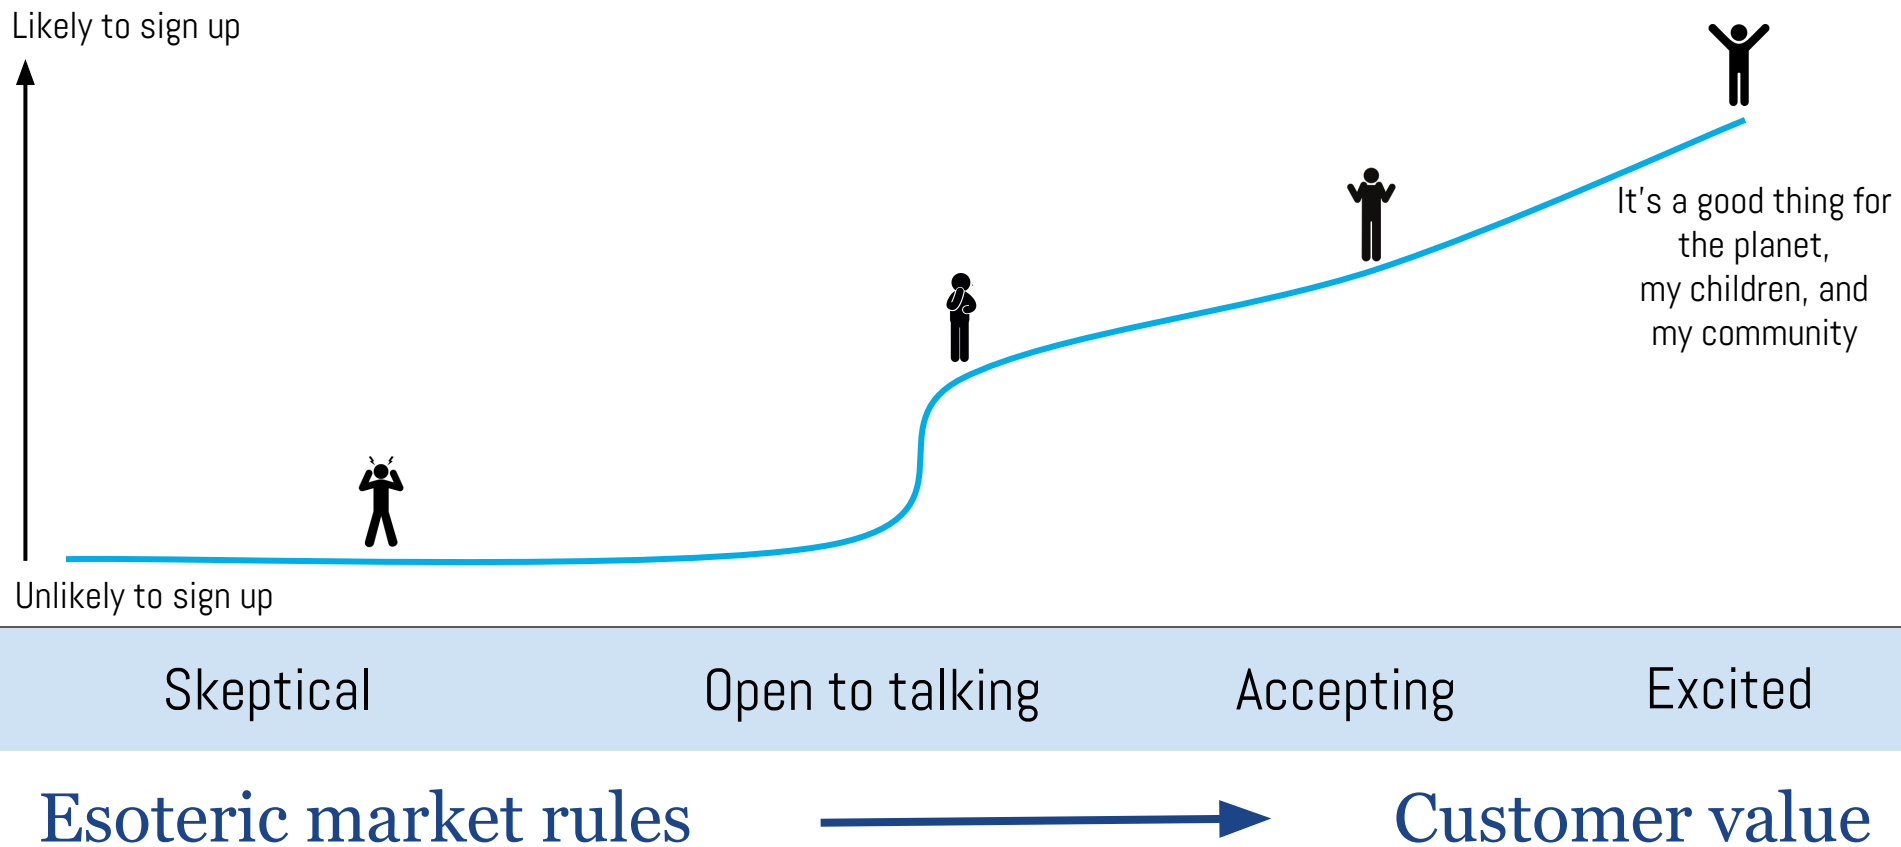 Likely to sign up
It's a good thing for
the planet,
my children, and
my community
Unlikely to sign up
Skeptical
Open to talking
Accepting
Excited
Esoteric market rules
Customer value